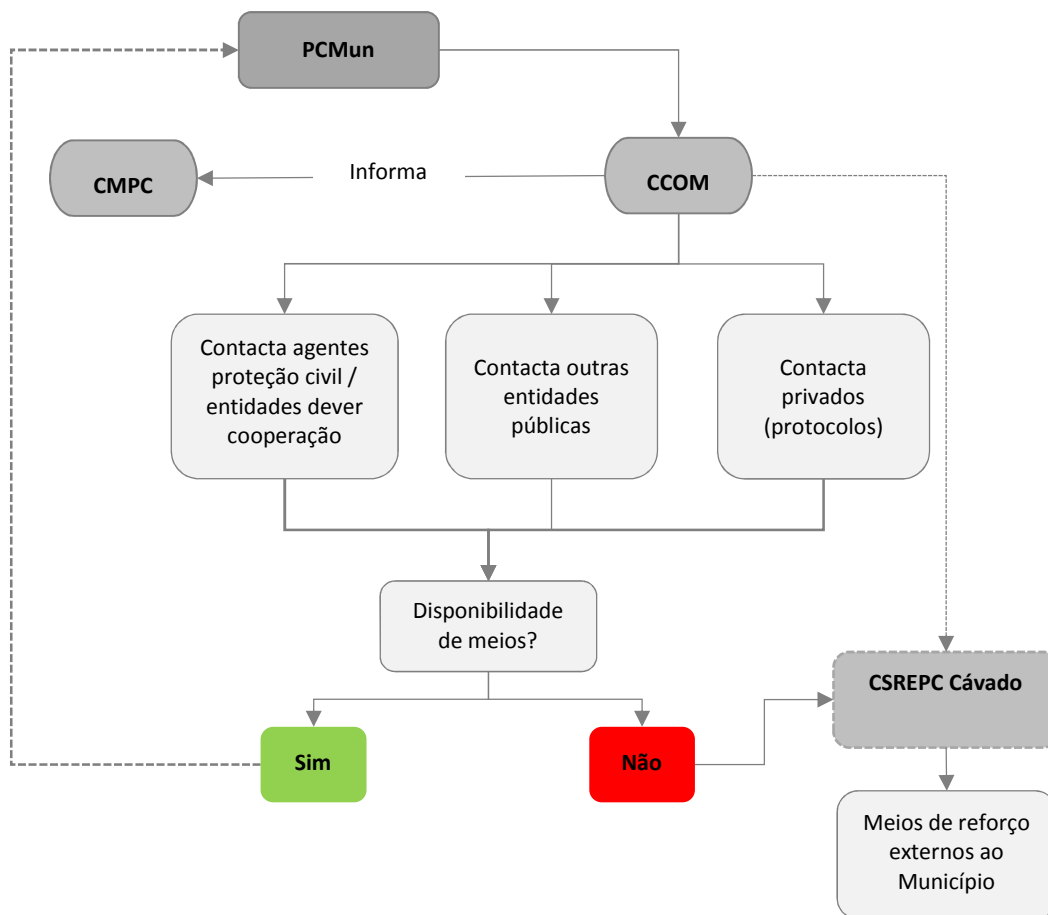 PCMun
CMPC
Informa
CCOM
Contacta agentes
proteção civil /
entidades dever
cooperação
Contacta outras
entidades
públicas
Contacta
privados
(protocolos)
Disponibilidade
de meios?
CSREPC Cávado
Sim
Não
Meios de reforço
externos ao
Município